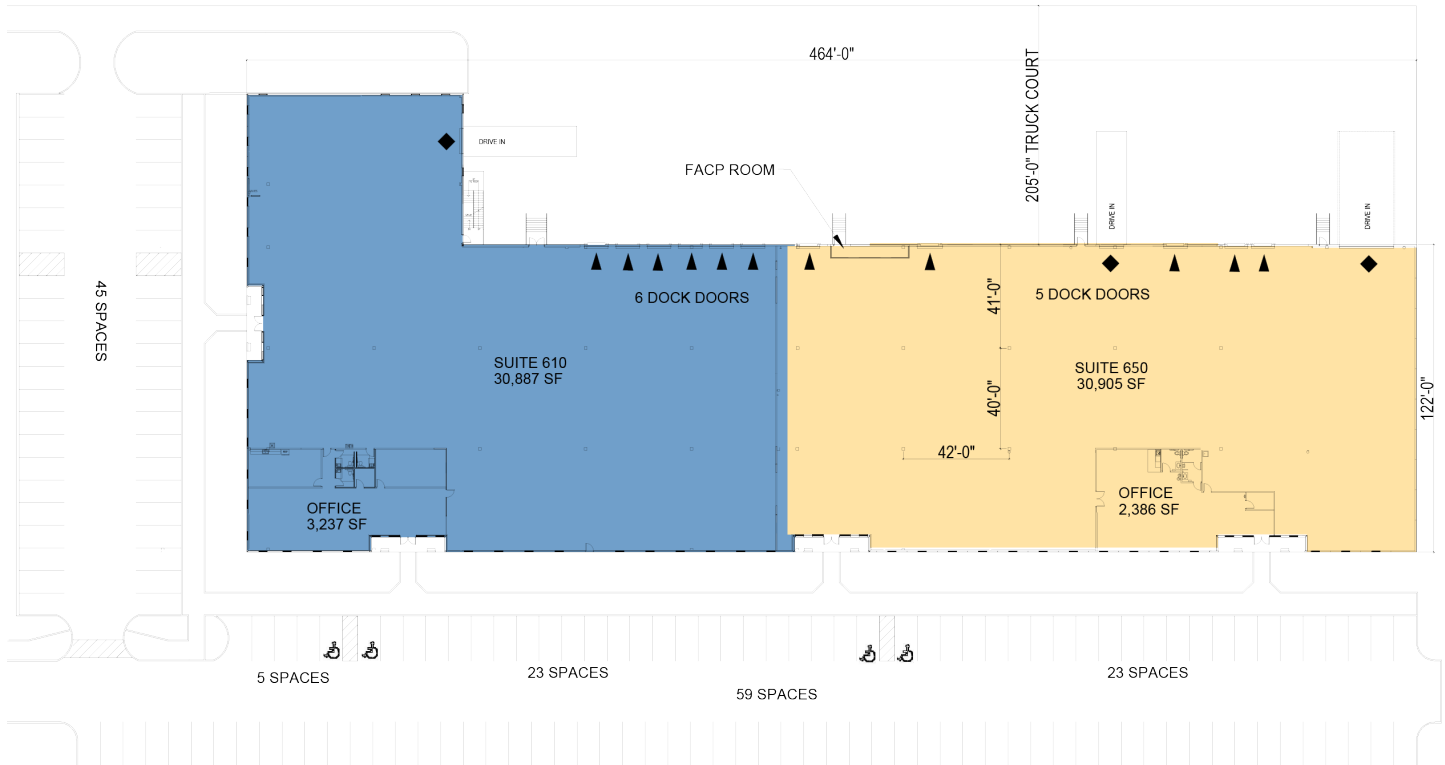 464'-0"
205'-0" TRUCK COURT
DRIVE IN
FACP ROOM
DRIVE IN
DRIVE IN
6 DOCK DOORS
5 DOCK DOORS
41'-0"
45 SPACES
SUITE 610
30,887 SF
SUITE 650
30,905 SF
40'-0"
122'-0"
42'-0"
OFFICE
3,237 SF
OFFICE
2,386 SF
5 SPACES
23 SPACES
59 SPACES
23 SPACES